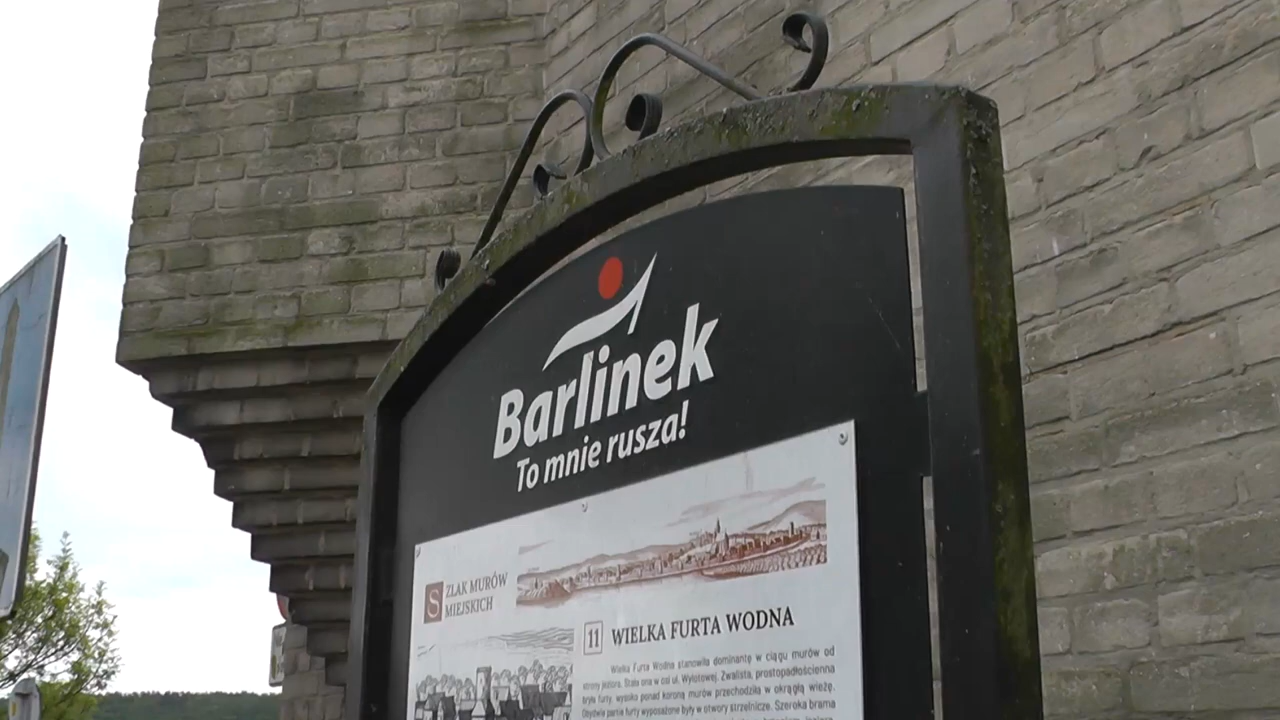 Barlinek
To mnie rusza!
S
ZLAK MURÓW
MIEJSKICH
11 WIELKA FURTA WODNA
Wielka Furta Wodna stanowiła dominantę w ciągu murów od
strony jeziora. Stała ona w osi ul. Wylotowej. Zwalista, prostopadłościenna
bryła furty, wysoko ponad koroną murów przechodziła w okrągłą wieżę.
Obydwie partie furty wyposażone były w otwory strzelnicze. Szeroka brama